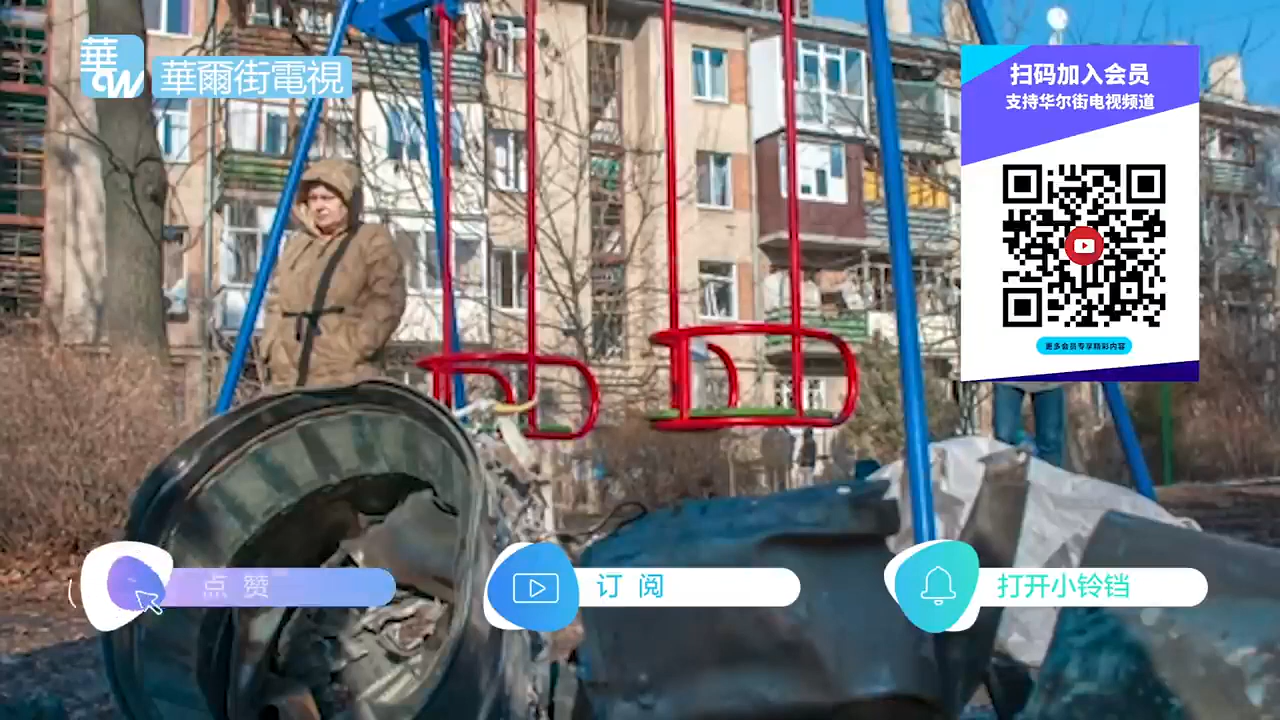 華
CW
華爾街電視
扫码加入会员
支持华尔街电视频道
更多会员专享精彩内容
点赞
订阅
打开小铃铛